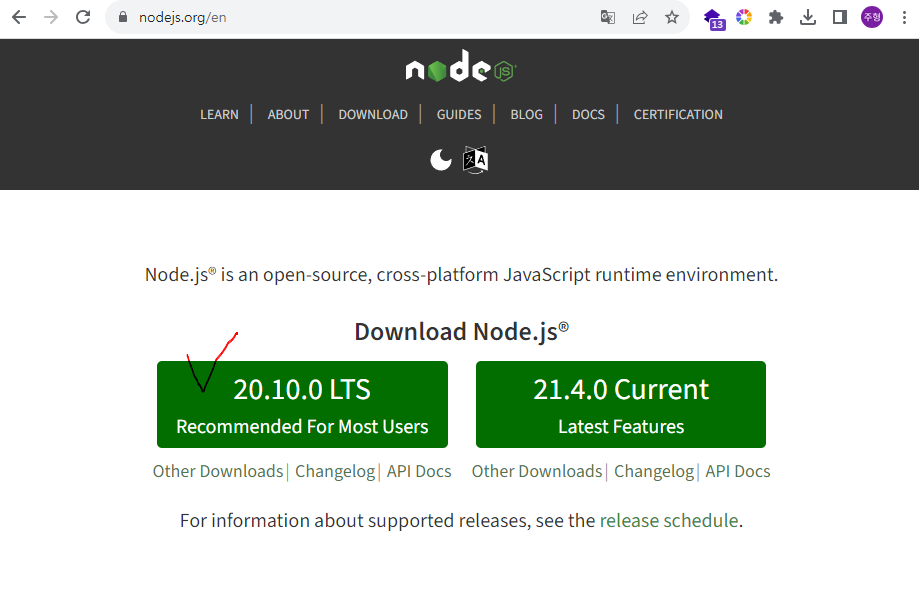 nodejs.org/en
13
주형
node
JS
LEARN | ABOUT | DOWNLOAD | GUIDES | BLOG | DOCS | CERTIFICATION
文 A
Node.js® is an open-source, cross-platform JavaScript runtime environment.
Download Node.js®
20.10.0 LTS
Recommended For Most Users
21.4.0 Current
Latest Features
Other Downloads | Changelog | API Docs
Other Downloads | Changelog | API Docs
For information about supported releases, see the release schedule.